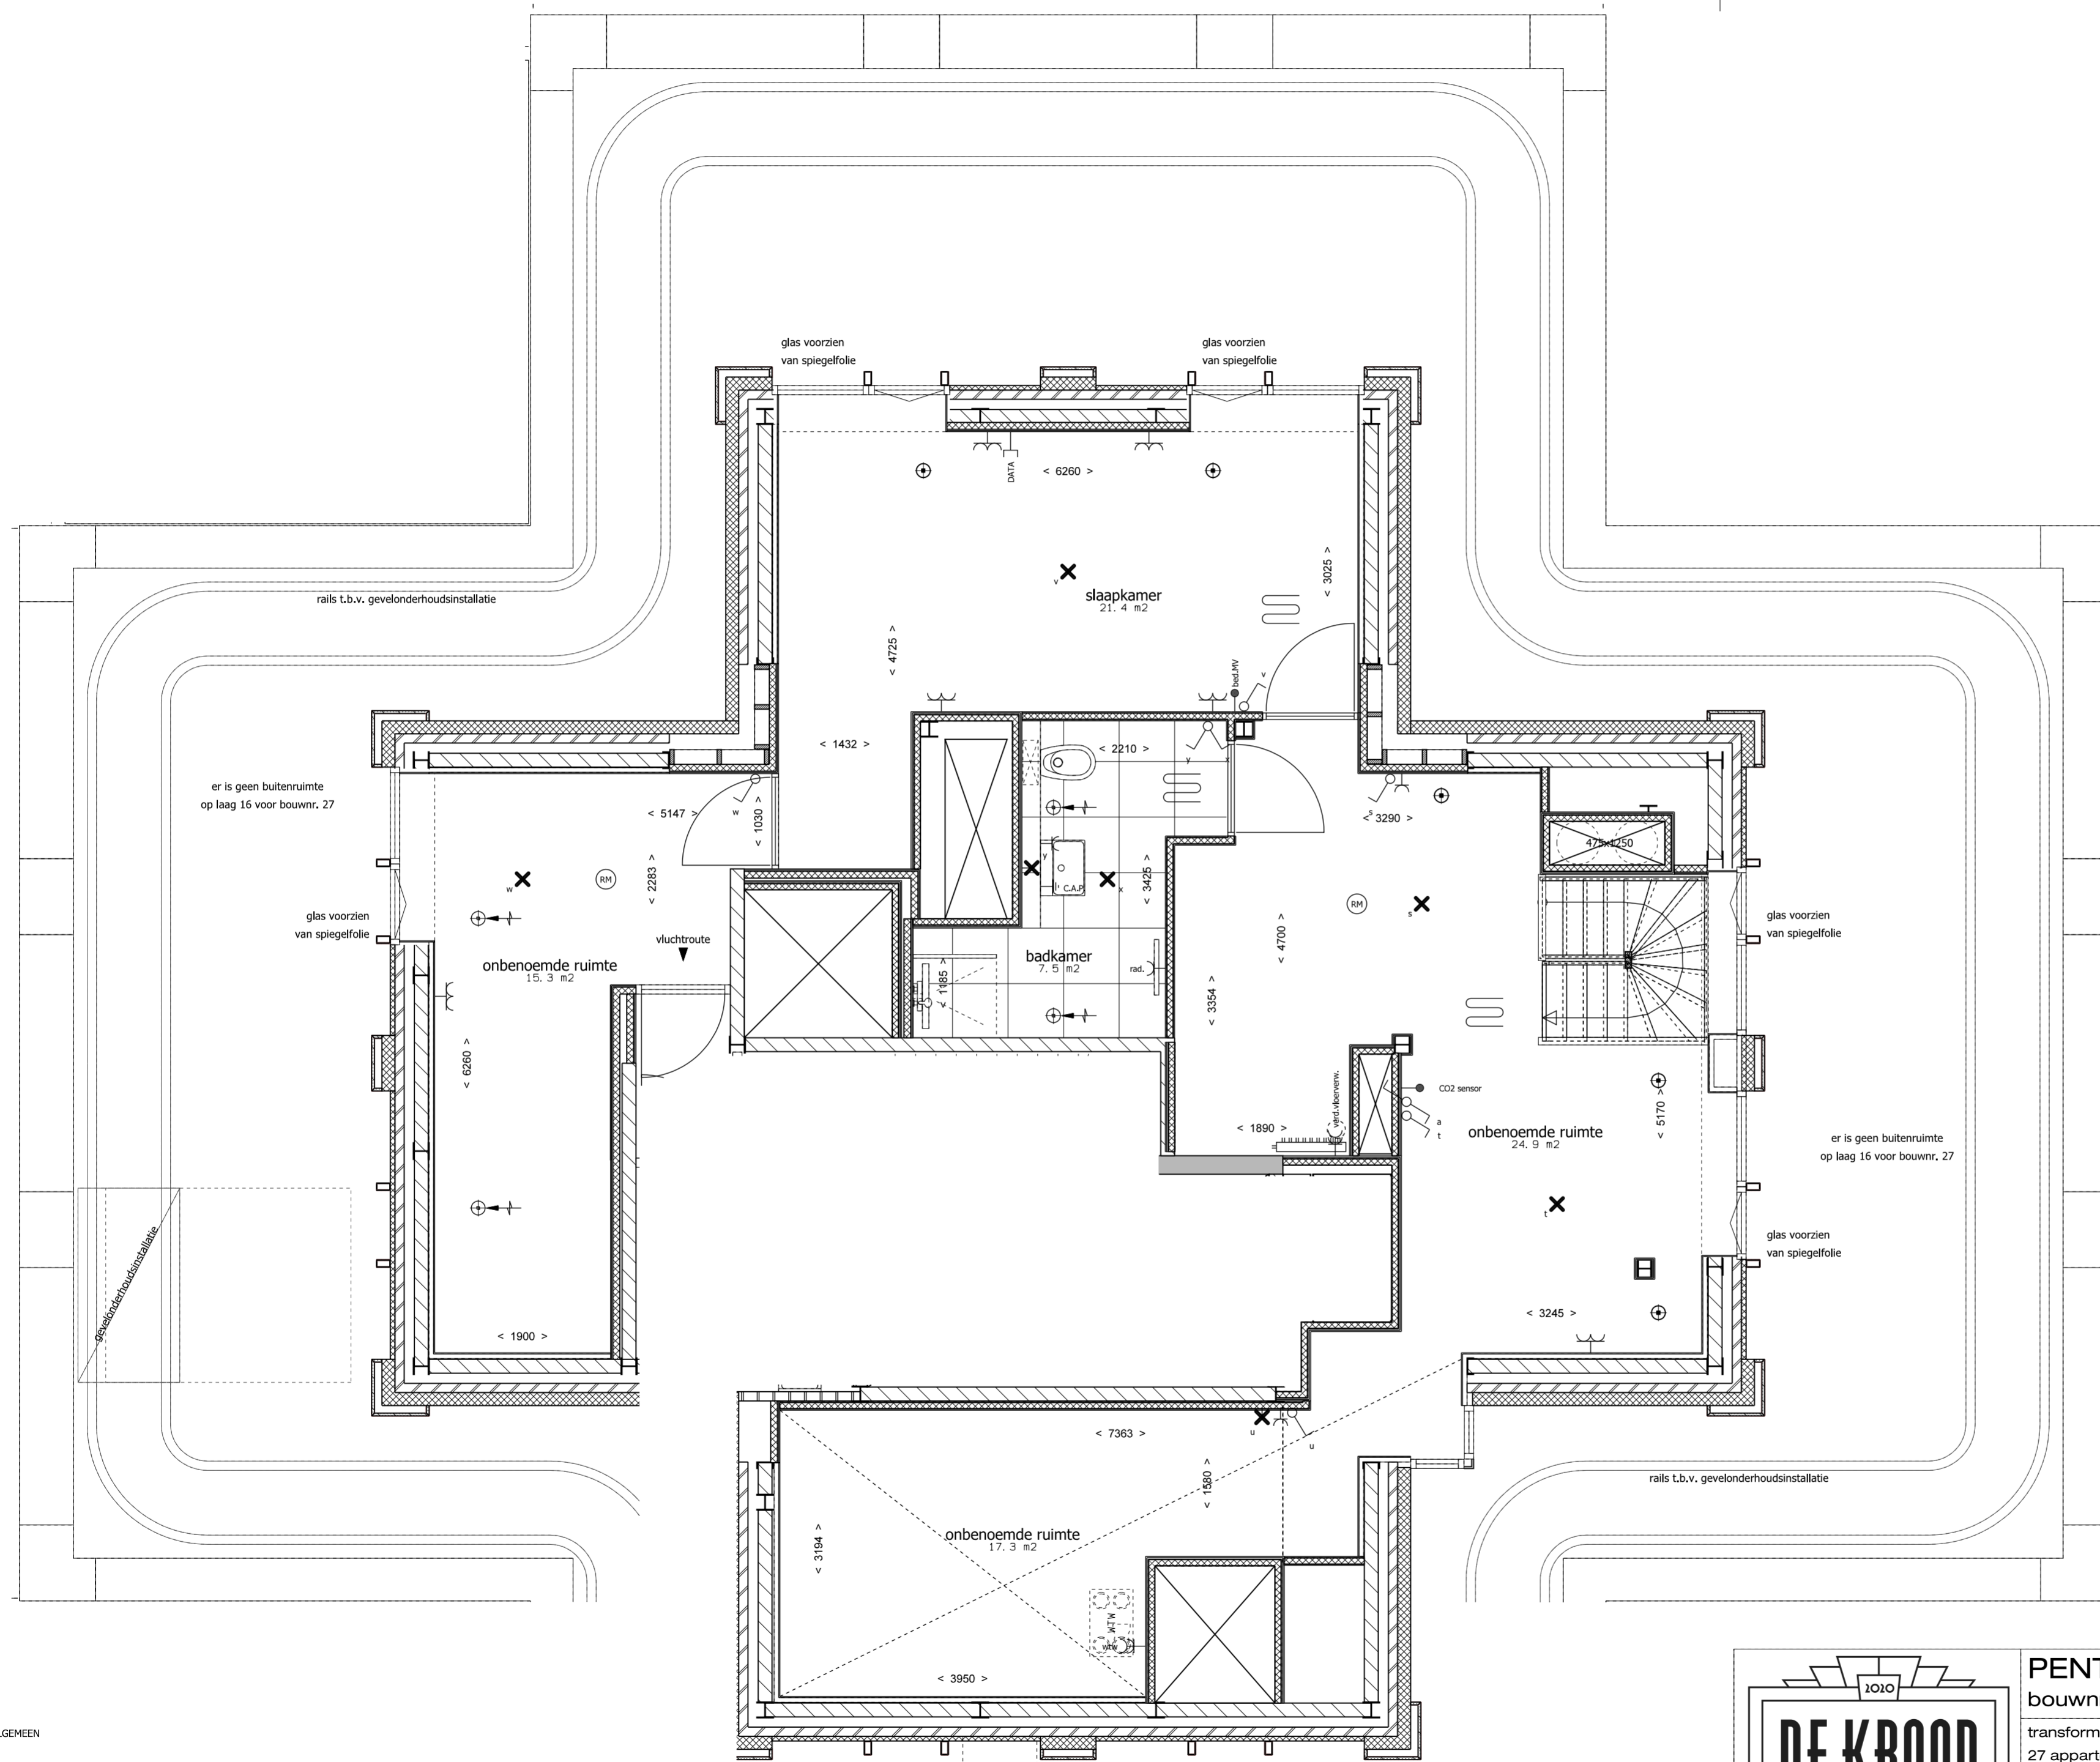 glas voorzien
van spiegelfolie
glas voorzien
van spiegelfolie
DATA
< 6260 >
< 3025 >
v
slaapkamer
21.4 m2
rails t.b.v. gevelonderhoudsinstallatie
< 4725 >
bed.MV
v
< 1432 >
< 2210 >
y
x
er is geen buitenruimte
op laag 16 voor bouwnr. 27
< 5147 >
w
< 1030 >
s
< 3290 >
475x1250
y
C.A.P.
x
< 3425 >
w
RM
< 2283 >
RM
s
glas voorzien
van spiegelfolie
glas voorzien
van spiegelfolie
vluchtroute
< 4700 >
onbenoemde ruimte
15.3 m2
badkamer
7.5 m2
rad.
< 1185 >
< 3354 >
< 6260 >
CO2 sensor
verd.vloerverw.
a
t
< 1890 >
< 5170 >
onbenoemde ruimte
24.9 m2
er is geen buitenruimte
op laag 16 voor bouwnr. 27
t
gevelonderhoudsinstallatie
glas voorzien
van spiegelfolie
< 1900 >
< 3245 >
u
u
< 7363 >
< 1580 >
rails t.b.v. gevelonderhoudsinstallatie
< 3194 >
onbenoemde ruimte
17.3 m2
WTW
wtw
< 3950 >
LGEMEEN
2020
DE KROON
PENT
bouwn
transform
27 appart